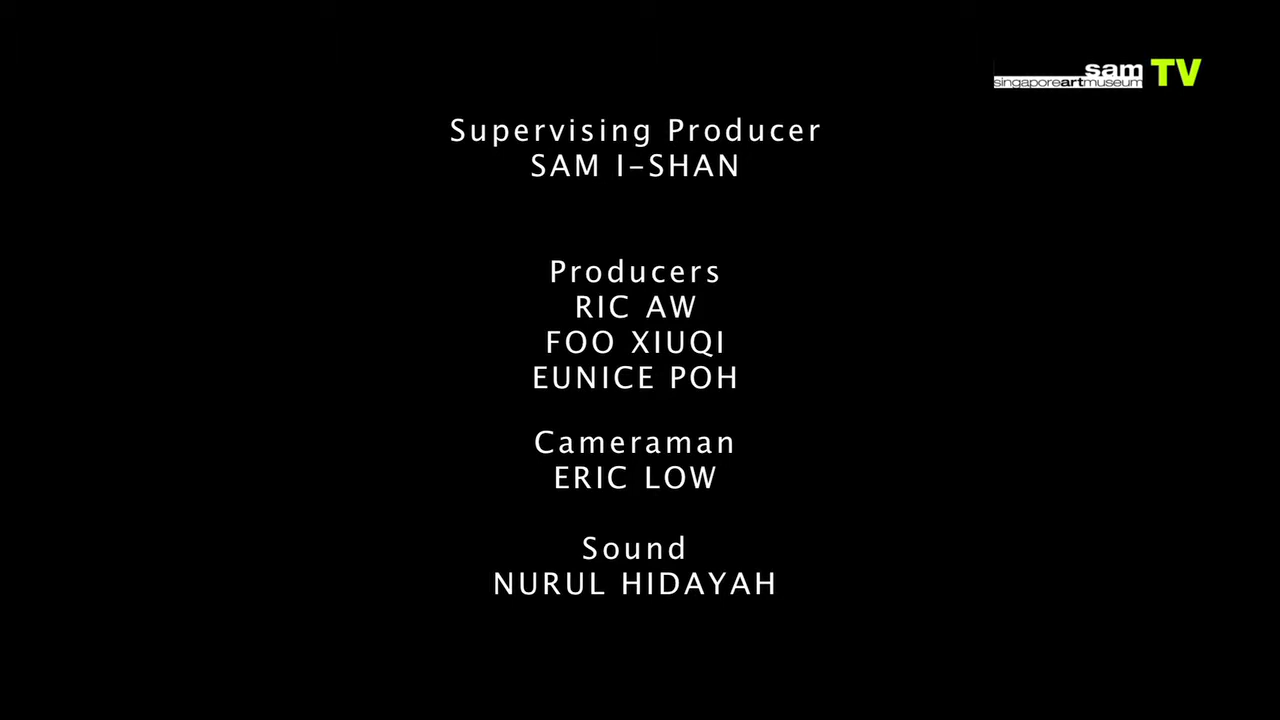 sam TV
singaporeartmuseum
Supervising Producer
SAM I-SHAN
Producers
RIC AW
FOO XIUQI
EUNICE POH
Cameraman
ERIC LOW
Sound
NURUL HIDAYAH